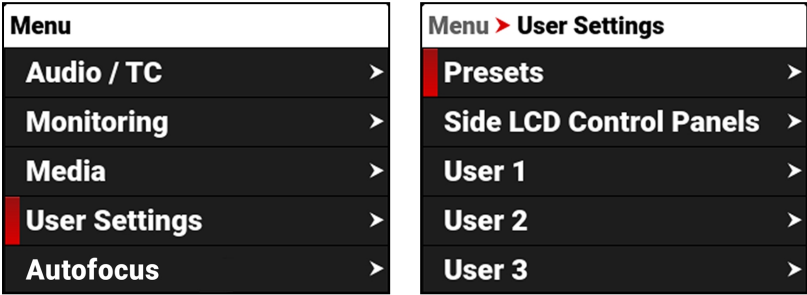 Menu
Audio / TC
Monitoring
Media
User Settings
Autofocus
Menu ➤ User Settings
Presets
Side LCD Control Panels
User 1
User 2
User 3